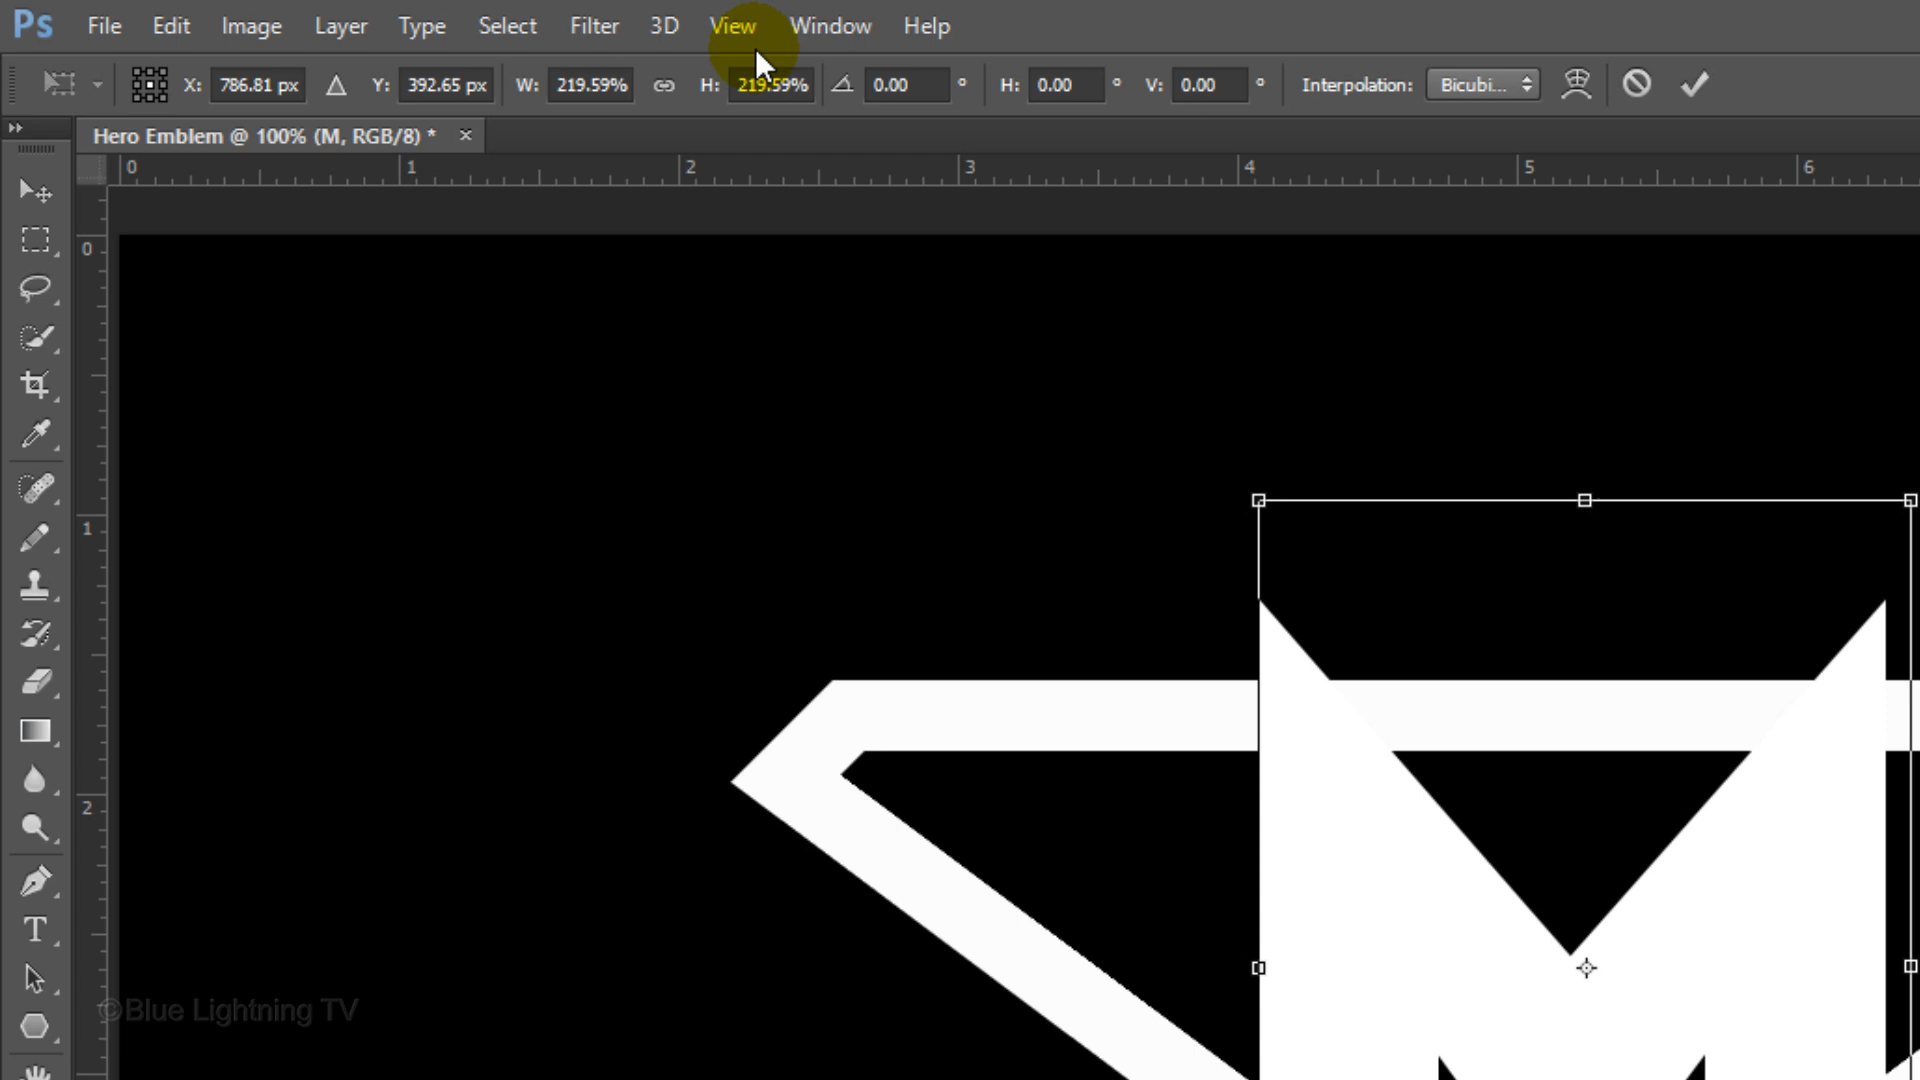 Ps File Edit Image Layer Type Select Filter 3D View Window Help
X: 786.81 px Y: 392.65 px W: 219.59% H: 219.59% 0.00 ° H: 0.00 ° V: 0.00 ° Interpolation: Bicubi...
Hero Emblem @ 100% (M, RGB/8) * ×
0 1 2 3 4 5 6
0
1
2
T
©Blue Lightning TV
M